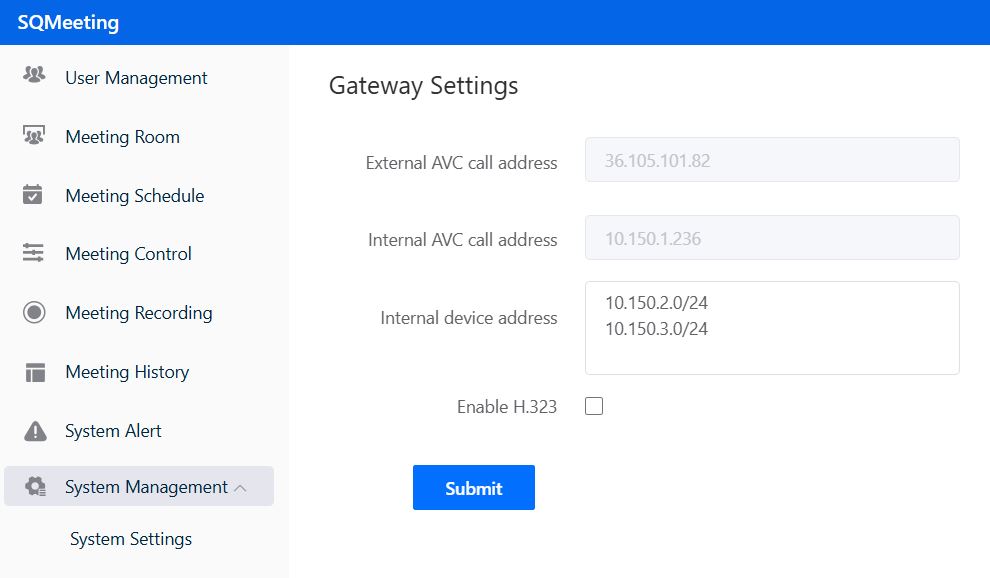 SQMeeting
User Management
Meeting Room
Meeting Schedule
Meeting Control
Meeting Recording
Meeting History
System Alert
System Management
System Settings
Gateway Settings
External AVC call address
36.105.101.82
Internal AVC call address
10.150.1.236
Internal device address
10.150.2.0/24
10.150.3.0/24
Enable H.323
Submit